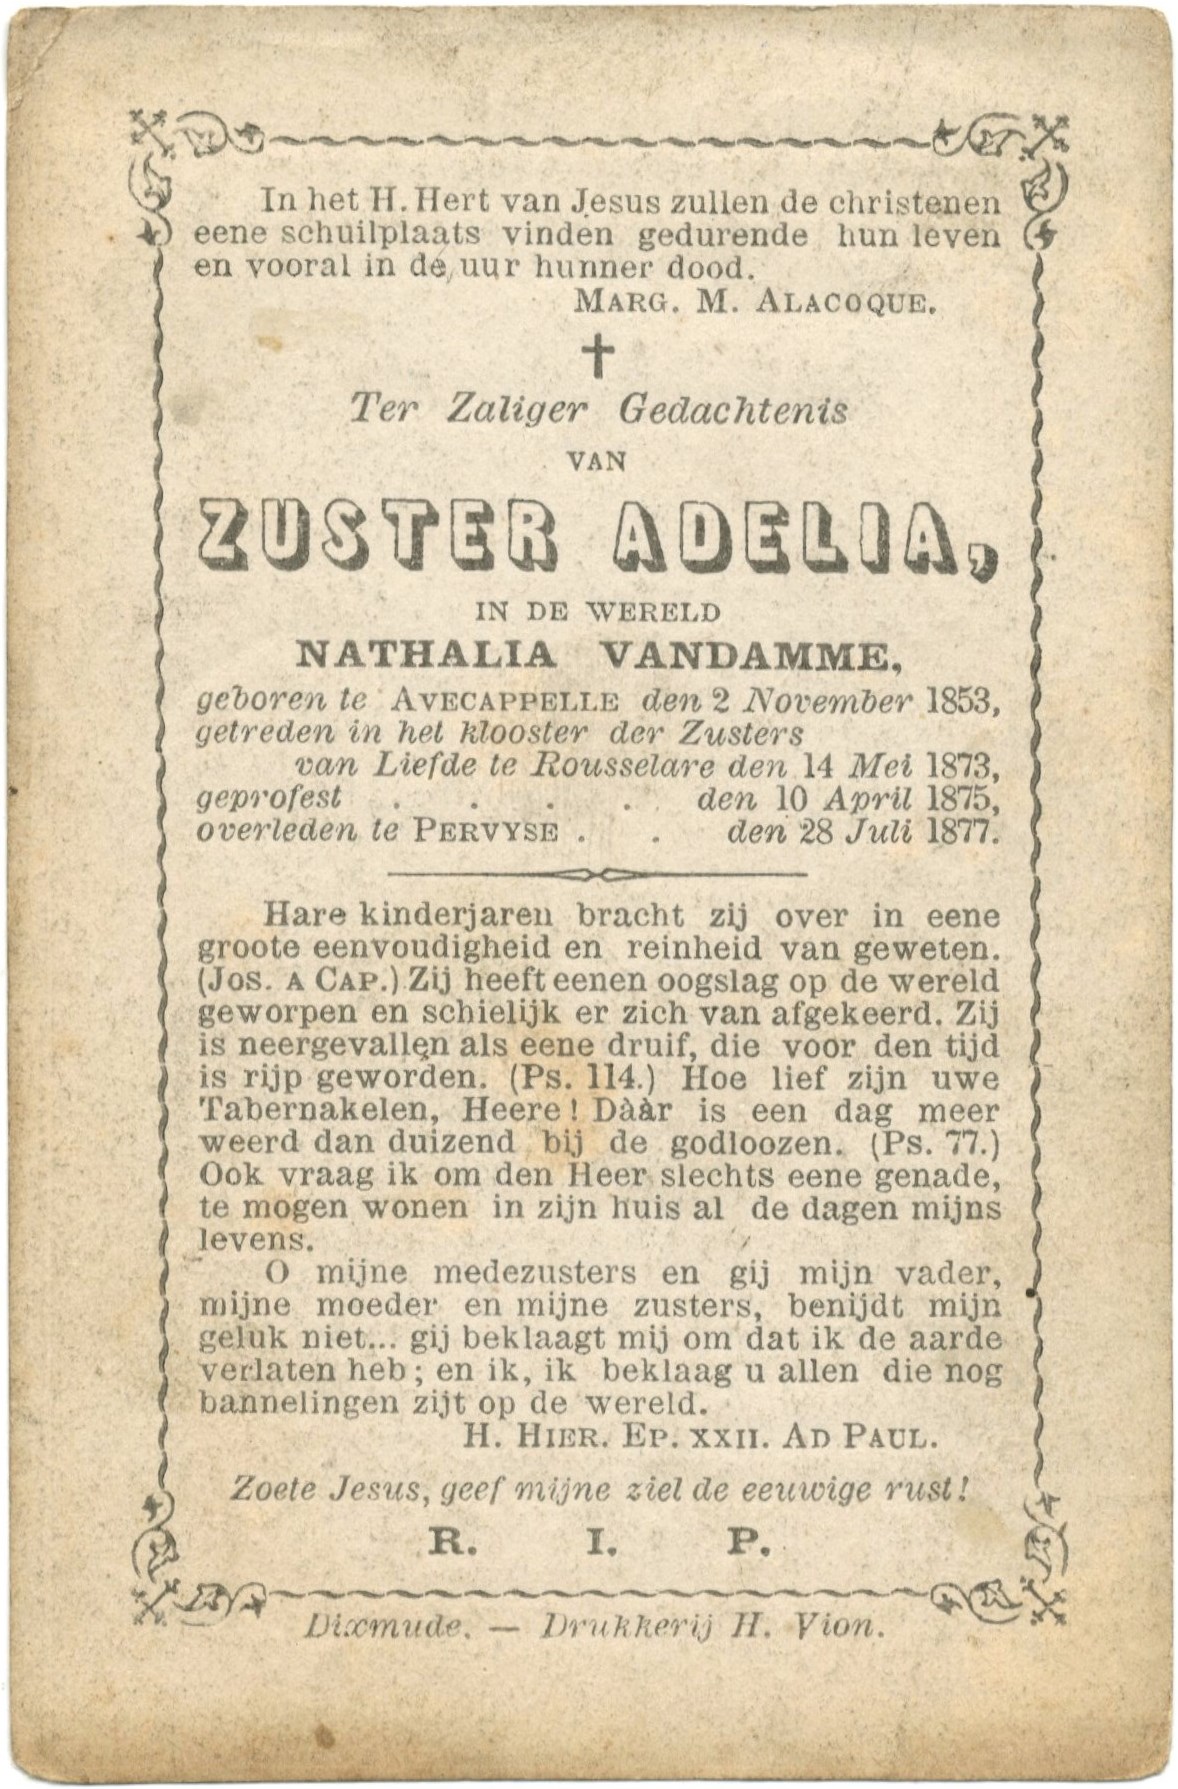 In het H. Hert van Jesus zullen de christenen
eene schuilplaats vinden gedurende hun leven
en vooral in de uur hunner dood.
MARG. M. ALACOQUE.
†
Ter Zaliger Gedachtenis
VAN
ZUSTER ADELIA,
IN DE WERELD
NATHALIA VANDAMME,
geboren te AVECAPPELLE den 2 November 1853,
getreden in het klooster der Zusters
van Liefde te Rousselare den 14 Mei 1873,
geprofest . . . . den 10 April 1875,
overleden te PERVYSE . . den 28 Juli 1877.
Hare kinderjaren bracht zij over in eene
groote eenvoudigheid en reinheid van geweten.
(JOS. A CAP.) Zij heeft eenen oogslag op de wereld
geworpen en schielijk er zich van afgekeerd. Zij
is neergevallen als eene druif, die voor den tijd
is rijp geworden. (Ps. 114.) Hoe lief zijn uwe
Tabernakelen, Heere! Dààr is een dag meer
weerd dan duizend bij de godloozen. (Ps. 77.)
Ook vraag ik om den Heer slechts eene genade,
te mogen wonen in zijn huis al de dagen mijns
levens.
O mijne medezusters en gij mijn vader,
mijne moeder en mijne zusters, benijdt mijn
geluk niet... gij beklaagt mij om dat ik de aarde
verlaten heb; en ik, ik beklaag u allen die nog
bannelingen zijt op de wereld.
H. HIER. EP. XXII. AD PAUL.
Zoete Jesus, geef mijne ziel de eeuwige rust!
R. I. P.
Dixmude. — Drukkerij H. Vion.